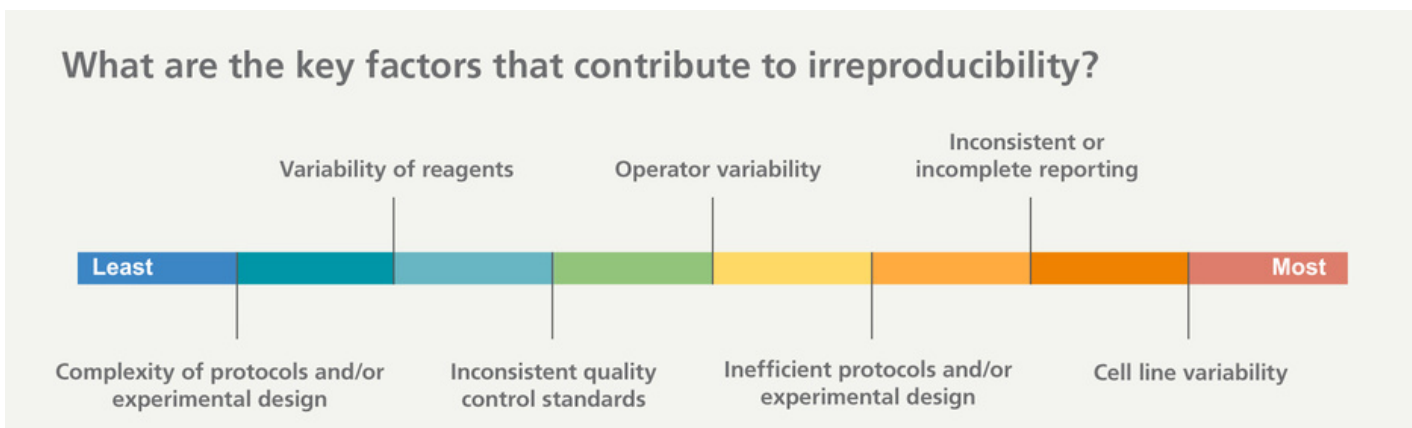 What are the key factors that contribute to irreproducibility?
Inconsistent or
Variability of reagents
Operator variability
incomplete reporting
Least
Most
Complexity of protocols and/or
experimental design
Inconsistent quality
control standards
Inefficient protocols and/or
experimental design
Cell line variability